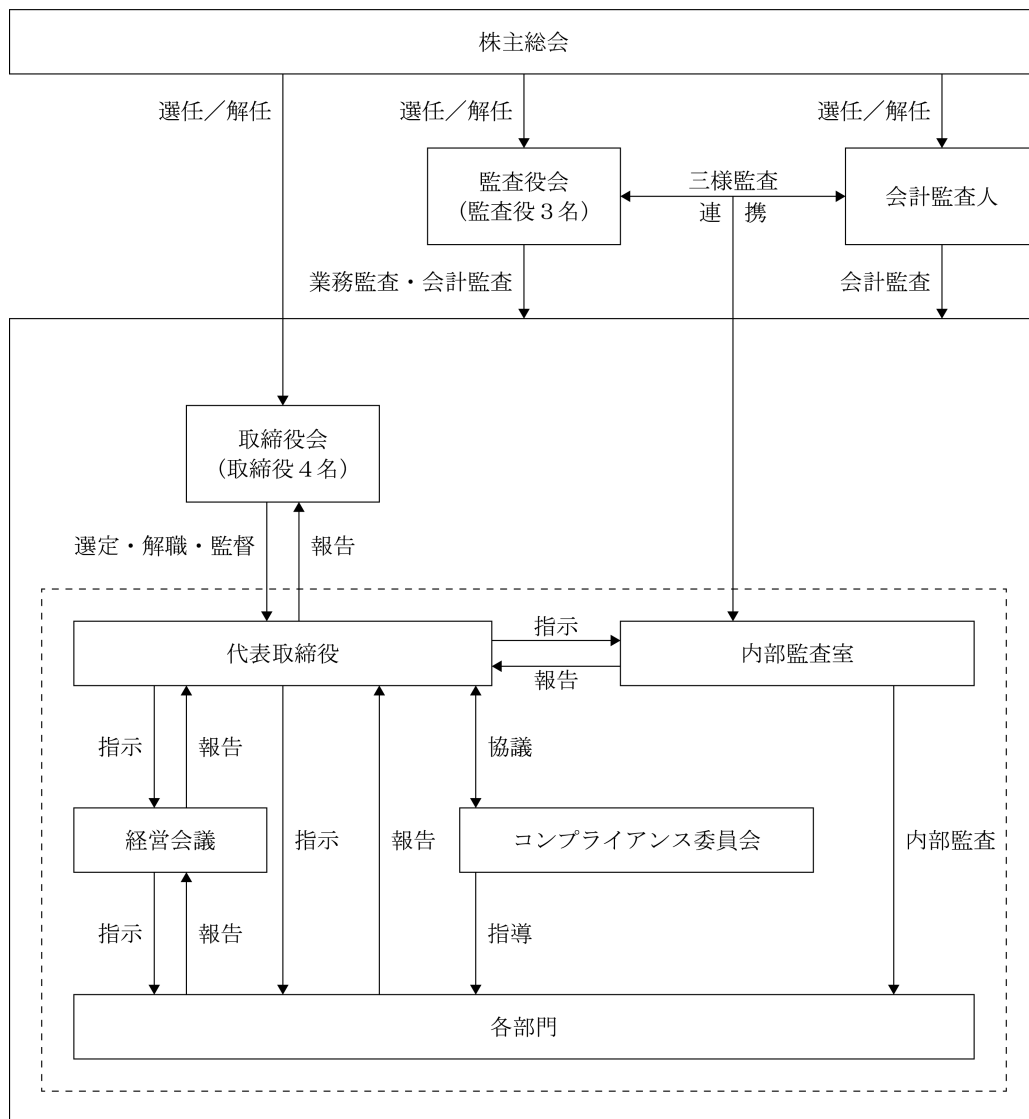 株主総会
選任／解任
選任／解任
選任／解任
監査役会
（監査役３名）
三様監査
連 携
会計監査人
業務監査・会計監査
会計監査
取締役会
（取締役４名）
選定・解職・監督
報告
代表取締役
指示
報告
内部監査室
指示
報告
協議
経営会議
指示
報告
コンプライアンス委員会
内部監査
指示
報告
指導
各部門